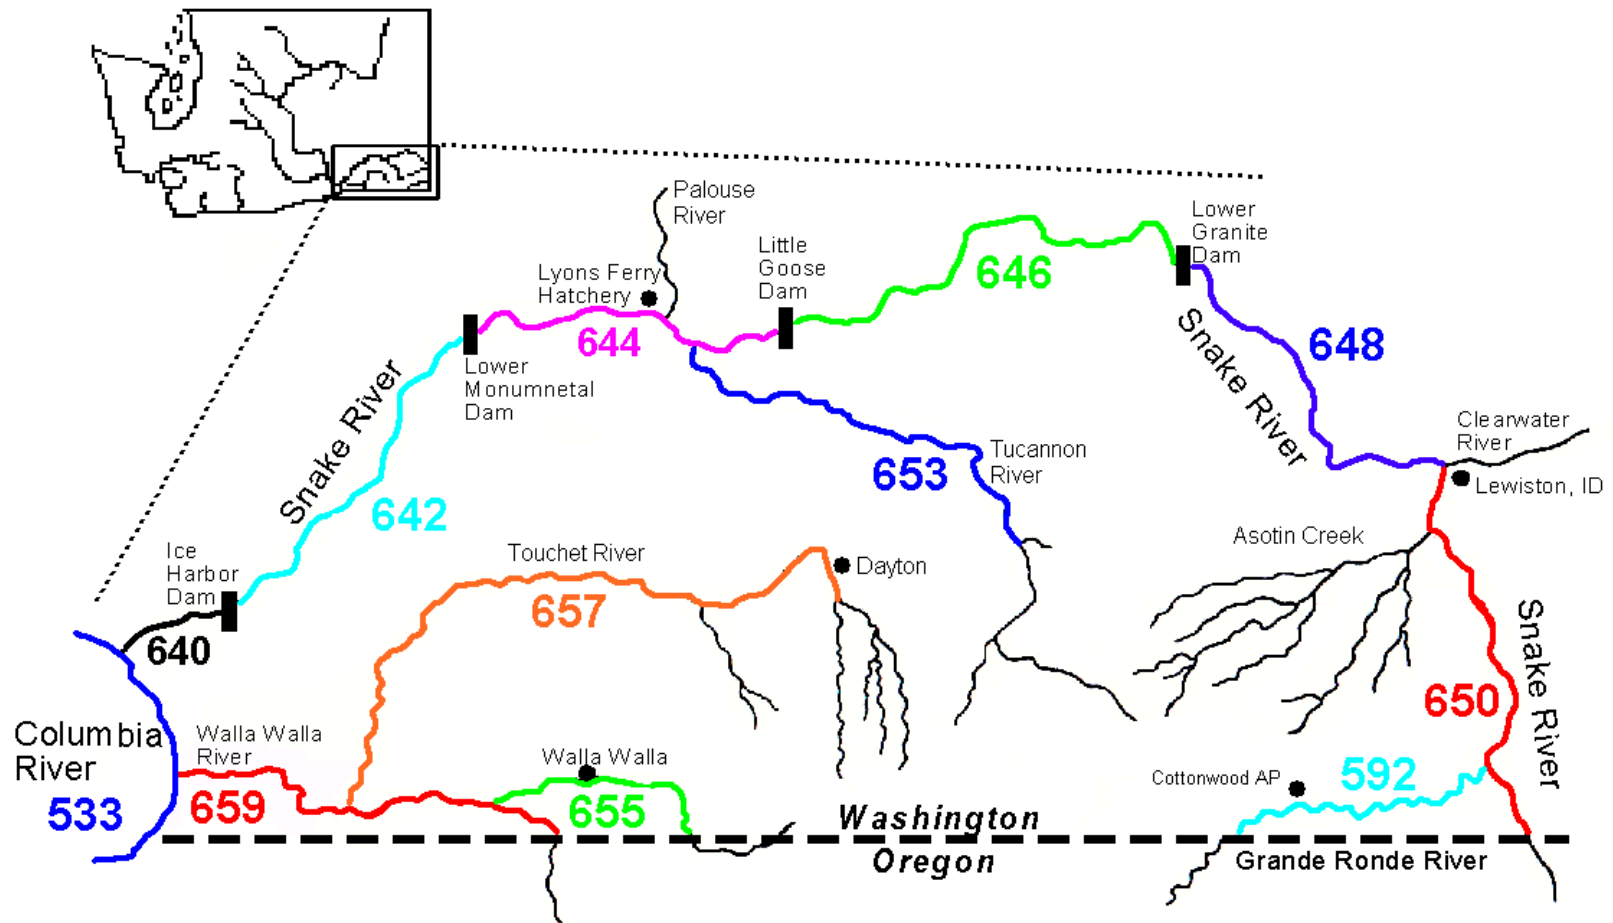 Palouse
River
Lower
Granite
Dam
Little
Goose
Dam
Lyons Ferry
Hatchery
646
Snake River
648
644
Lower
Monumnetal
Dam
Snake River
Clearwater
River
Tucannon
River
653
Lewiston, ID
642
Asotin Creek
Ice
Harbor
Dam
Touchet River
Dayton
657
640
Snake River
650
Columbia
River
Walla Walla
River
Walla Walla
Cottonwood AP
592
533
659
655
Washington
Oregon
Grande Ronde River